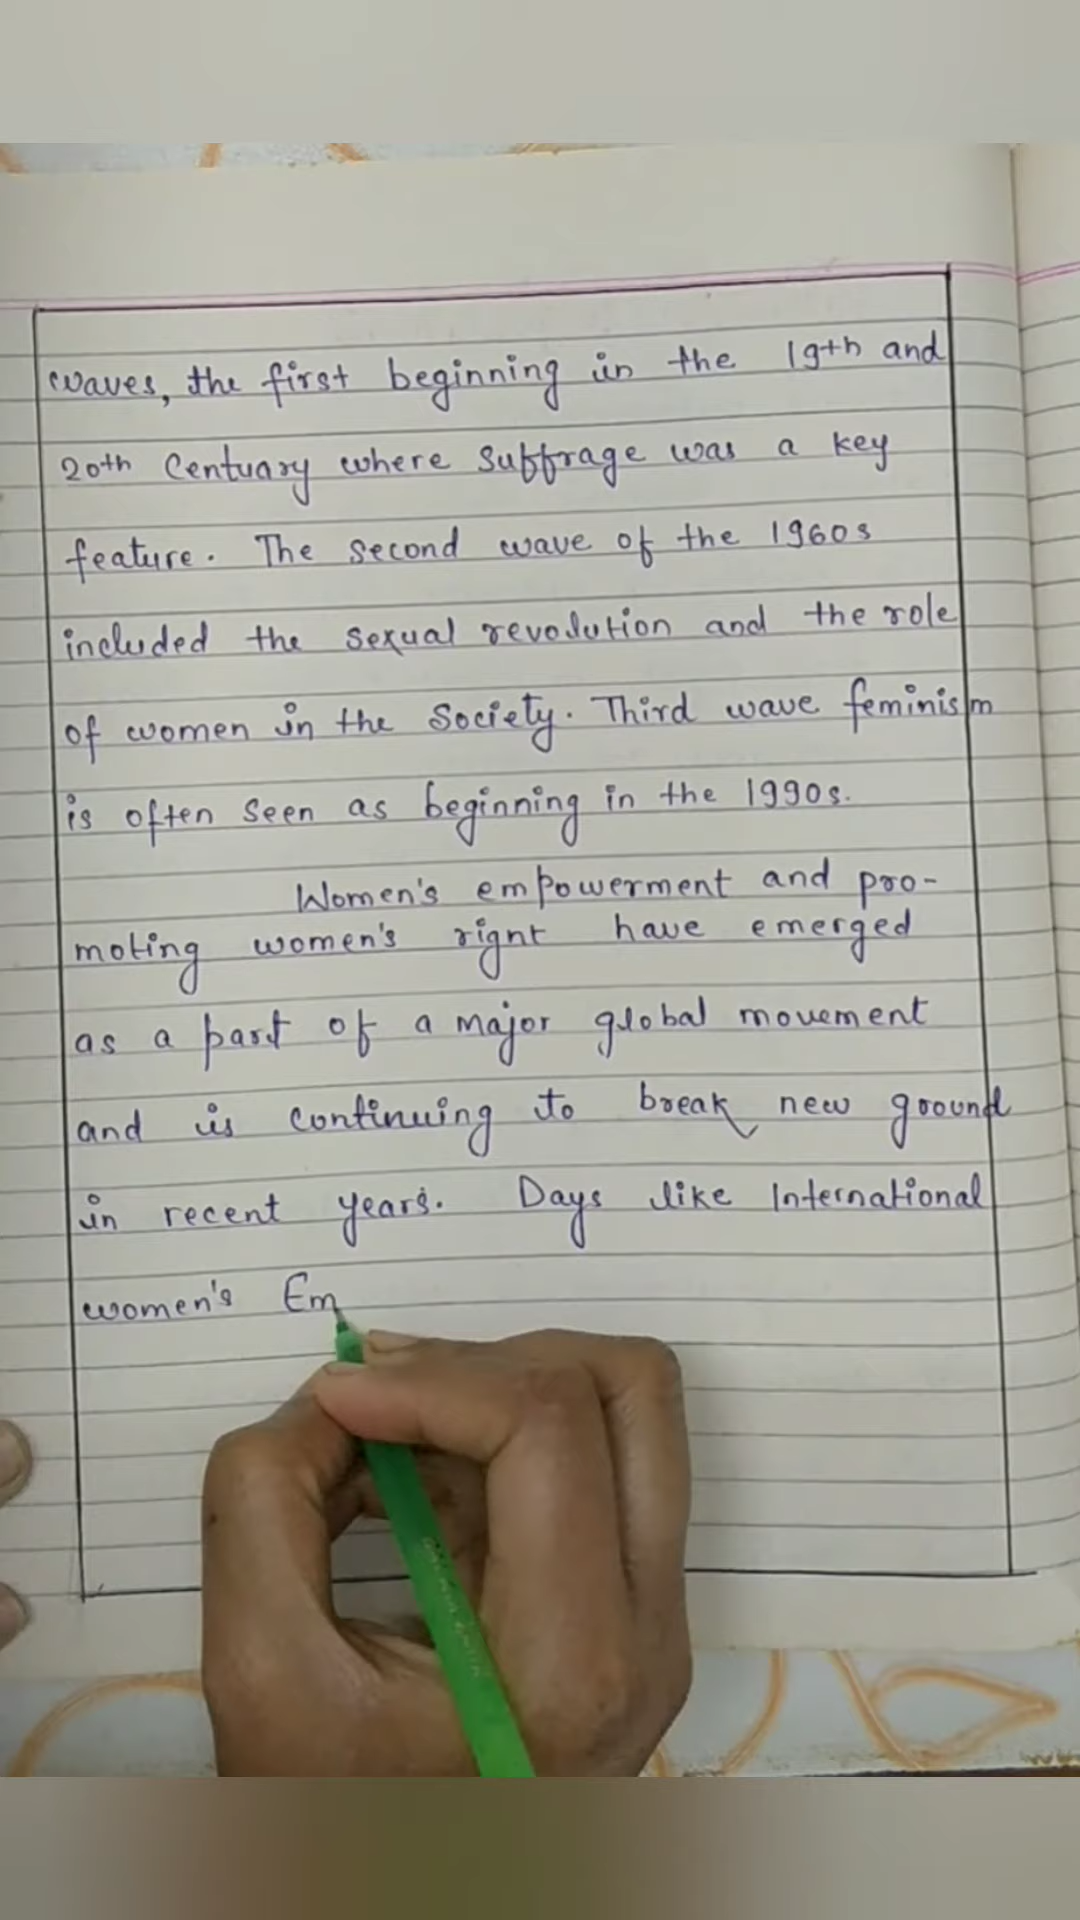 waves, the first beginning in the 19th and
20th Centuary where suffrage was a key
feature. The second wave of the 1960s
included the sexual revolution and the role
of women in the Society. Third wave feminism
is often seen as beginning in the 1990s.
Women's empowerment and pro-
moting women's right have emerged
as a part of a major global movement
and is continuing to break new ground
in recent years. Days like International
women's Em